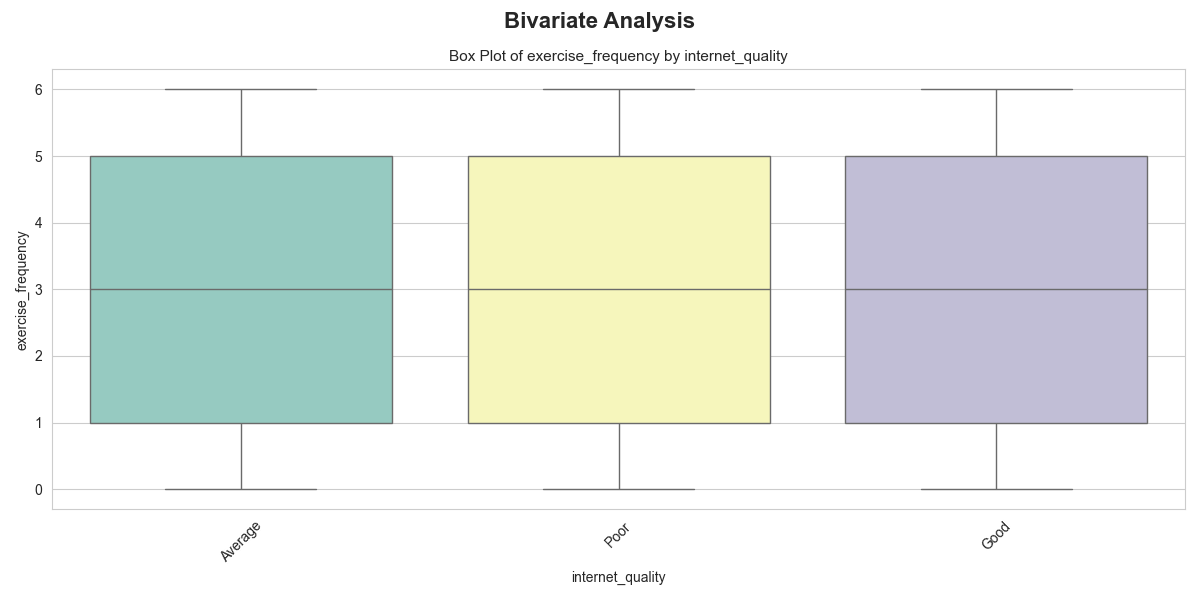 Bivariate Analysis
Box Plot of exercise_frequency by internet_quality
exercise_frequency
6
5
4
3
2
1
0
Average
Poor
Good
internet_quality